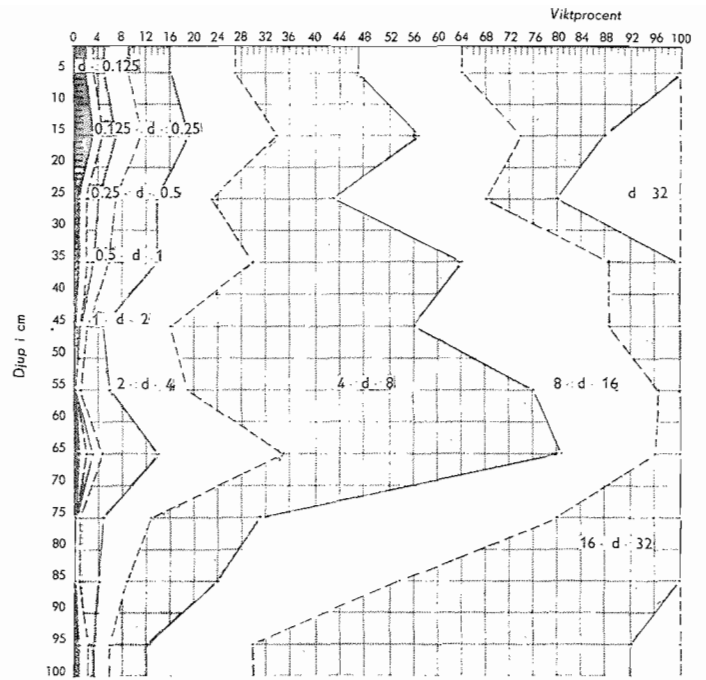 Viktprocent
0 4 8 12 16 20 24 28 32 36 40 44 48 52 56 60 64 68 72 76 80 84 88 92 96 100
5 d · 0.125
10
15 0.125 · d · 0.25
20
25 0.25 · d · 0.5 d 32
30
35 0.5 · d · 1
40
45 1 · d · 2
50
55 2 · d · 4 4 · d · 8 8 · d · 16
60
65
70
75
80 16 · d · 32
85
90
95
100
Djup i cm